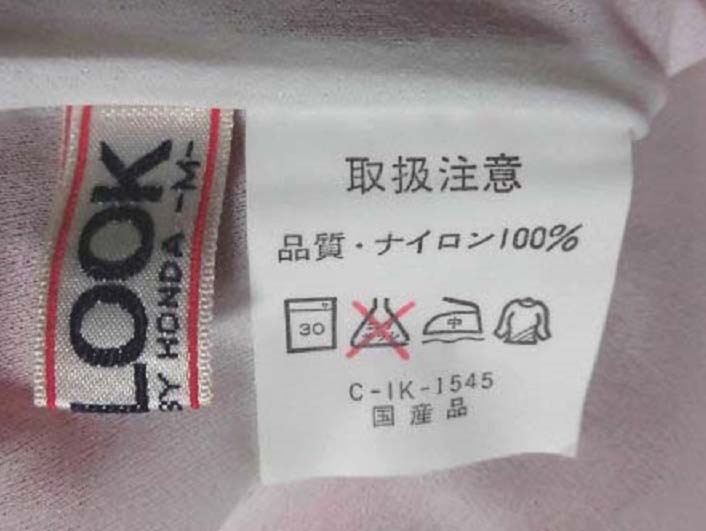 LOOK
BY HONDA -M-
取扱注意
品質・ナイロン100%
30
中
C-IK-1545
国産品